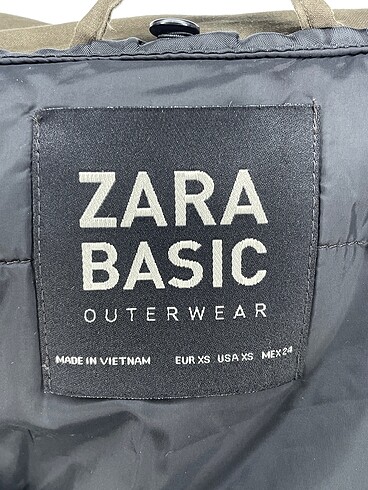 ZARA
BASIC
OUTERWEAR
MADE IN VIETNAM EUR XS USA XS MEX 24